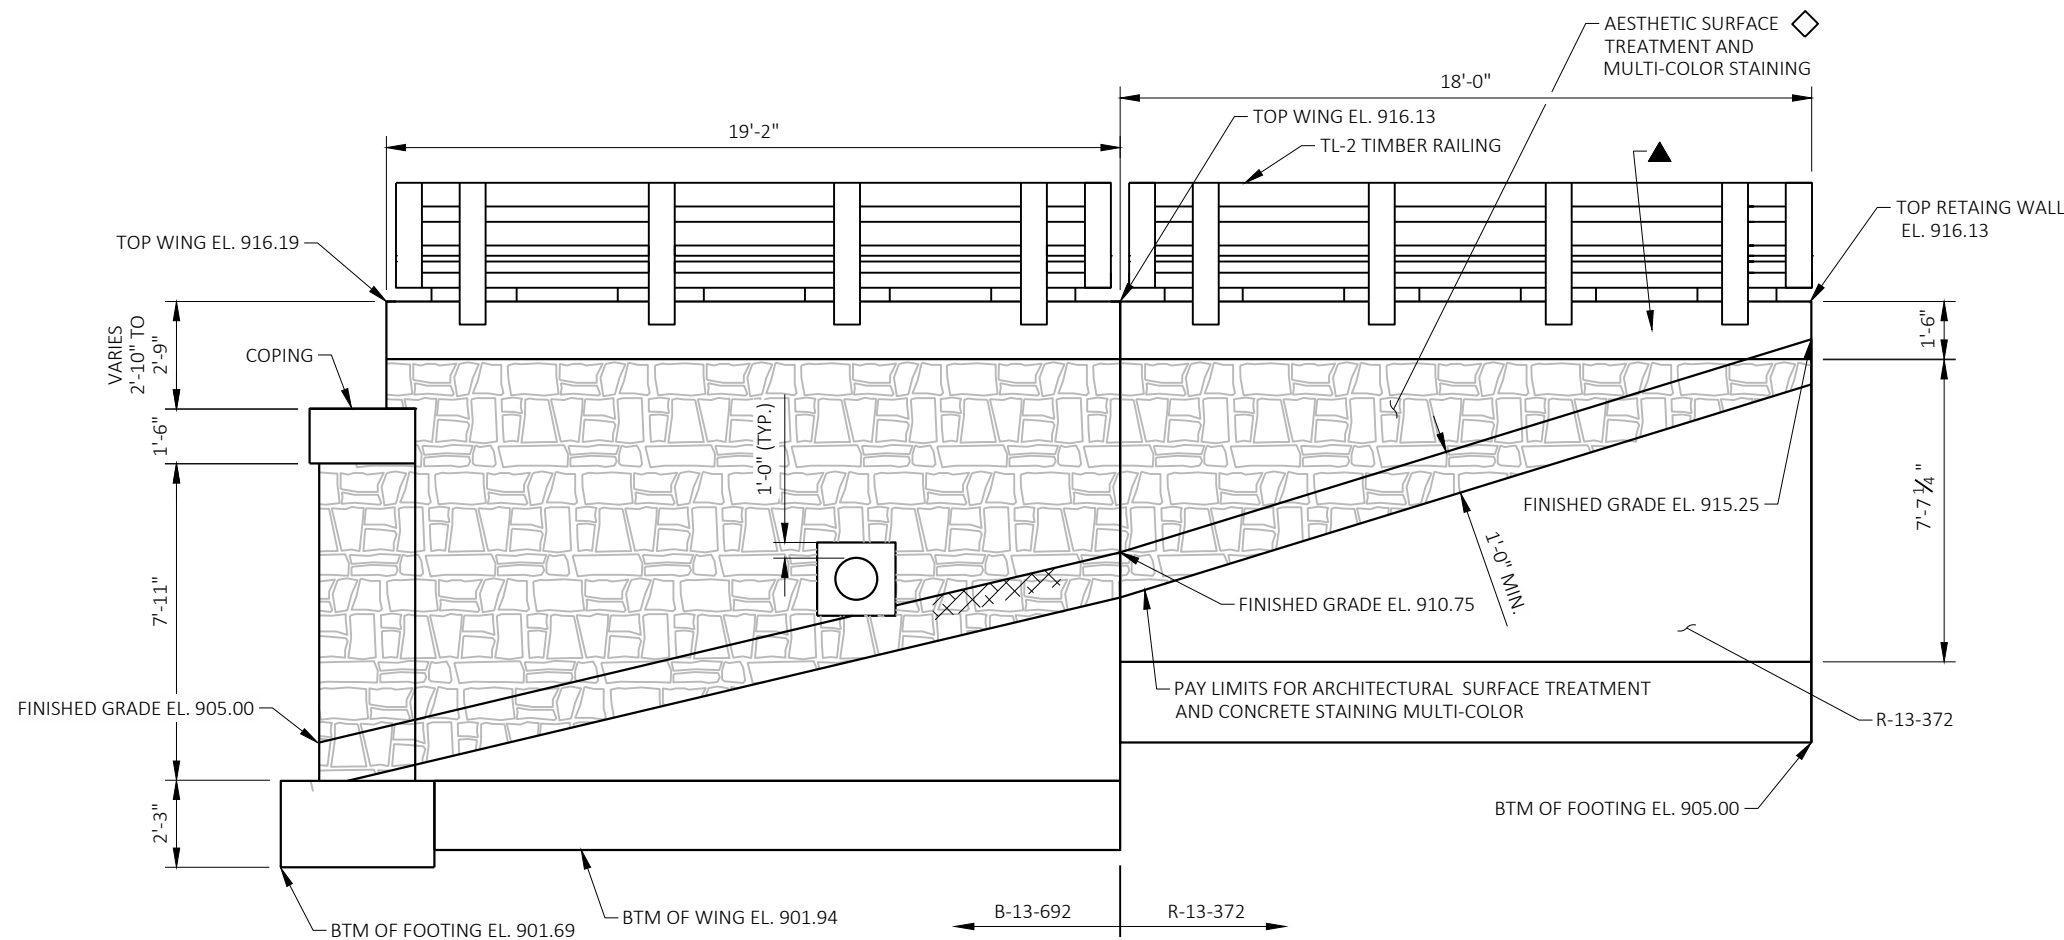 AESTHETIC SURFACE
TREATMENT AND
MULTI-COLOR STAINING
18'-0"
TOP WING EL. 916.13
19'-2"
TL-2 TIMBER RAILING
TOP RETAING WALL
EL. 916.13
TOP WING EL. 916.19
VARIES
2'-10" TO
2'-9"
COPING
1'-6"
1'-6"
1'-0" (TYP.)
7'-7 1/4"
FINISHED GRADE EL. 915.25
1'-0" MIN.
7'-11"
FINISHED GRADE EL. 910.75
PAY LIMITS FOR ARCHITECTURAL SURFACE TREATMENT
AND CONCRETE STAINING MULTI-COLOR
FINISHED GRADE EL. 905.00
R-13-372
2'-3"
BTM OF FOOTING EL. 905.00
BTM OF WING EL. 901.94
BTM OF FOOTING EL. 901.69
B-13-692
R-13-372